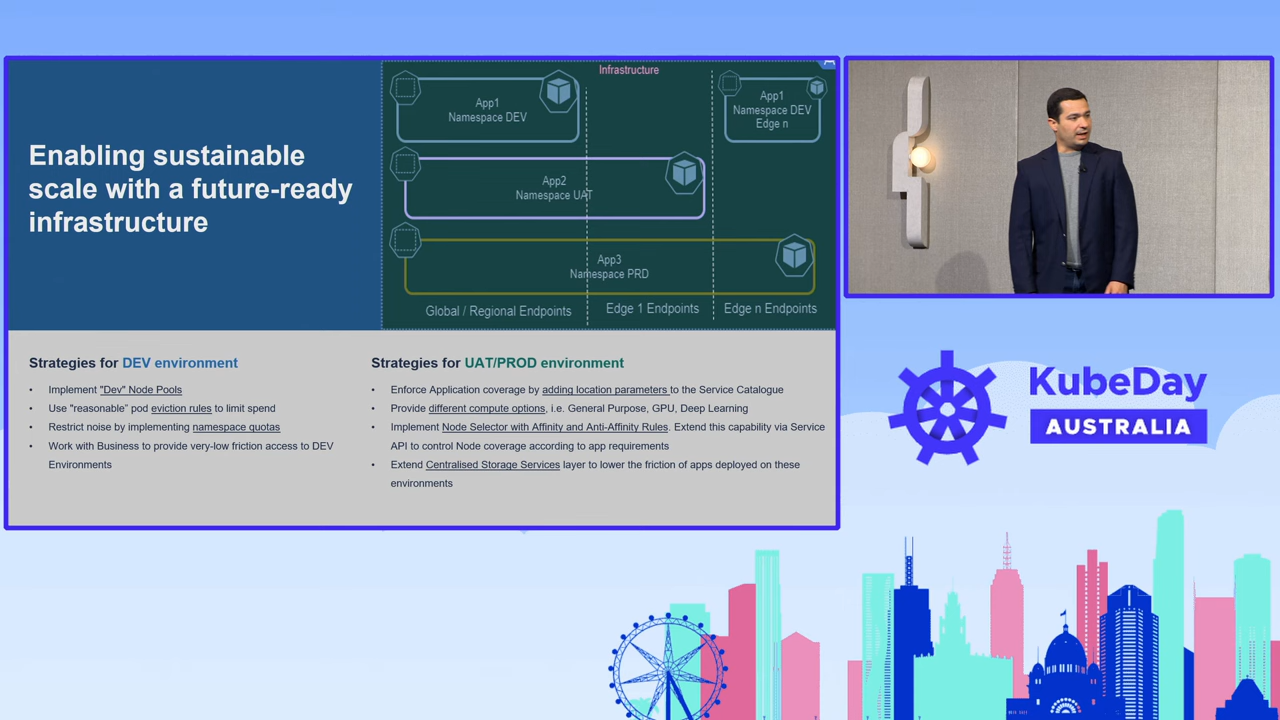 Enabling sustainable
scale with a future-ready
infrastructure
Infrastructure
App1
Namespace DEV
App1
Namespace DEV
Edge n
App2
Namespace UAT
App3
Namespace PRD
Global / Regional Endpoints
Edge 1 Endpoints
Edge n Endpoints
Strategies for DEV environment
• Implement "Dev" Node Pools
• Use "reasonable" pod eviction rules to limit spend
• Restrict noise by implementing namespace quotas
• Work with Business to provide very-low friction access to DEV
Environments
Strategies for UAT/PROD environment
• Enforce Application coverage by adding location parameters to the Service Catalogue
• Provide different compute options, i.e. General Purpose, GPU, Deep Learning
• Implement Node Selector with Affinity and Anti-Affinity Rules. Extend this capability via Service
API to control Node coverage according to app requirements
• Extend Centralised Storage Services layer to lower the friction of apps deployed on these
environments
KubeDay
AUSTRALIA